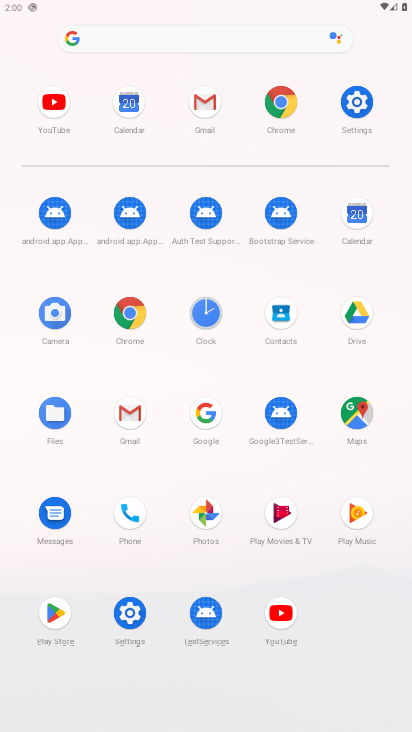 2:00
YouTube Calendar Gmail Chrome Settings
android.app.App... android.app.App... Auth Test Suppor... Bootstrap Service Calendar
Camera Chrome Clock Contacts Drive
Files Gmail Google Google3TestSer... Maps
Messages Phone Photos Play Movies & TV Play Music
Play Store Settings TestServices YouTube